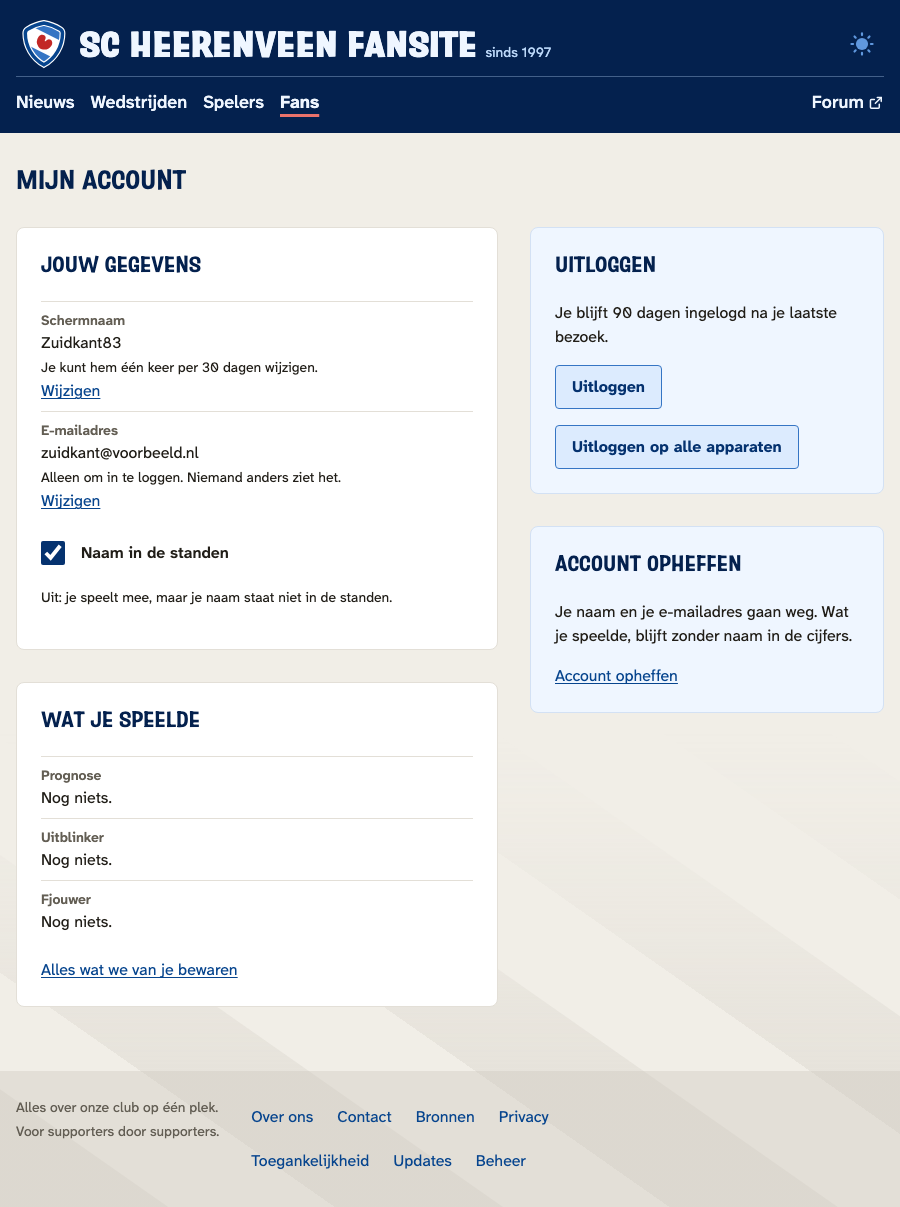 SC HEERENVEEN FANSITE sinds 1997
Nieuws Wedstrijden Spelers Fans Forum
MIJN ACCOUNT
JOUW GEGEVENS
Schermnaam
Zuidkant83
Je kunt hem één keer per 30 dagen wijzigen.
Wijzigen
E-mailadres
zuidkant@voorbeeld.nl
Alleen om in te loggen. Niemand anders ziet het.
Wijzigen
Naam in de standen
Uit: je speelt mee, maar je naam staat niet in de standen.
WAT JE SPEELDE
Prognose
Nog niets.
Uitblinker
Nog niets.
Fjouwer
Nog niets.
Alles wat we van je bewaren
UITLOGGEN
Je blijft 90 dagen ingelogd na je laatste
bezoek.
Uitloggen
Uitloggen op alle apparaten
ACCOUNT OPHEFFEN
Je naam en je e-mailadres gaan weg. Wat
je speelde, blijft zonder naam in de cijfers.
Account opheffen
Alles over onze club op één plek.
Voor supporters door supporters.
Over ons Contact Bronnen Privacy
Toegankelijkheid Updates Beheer